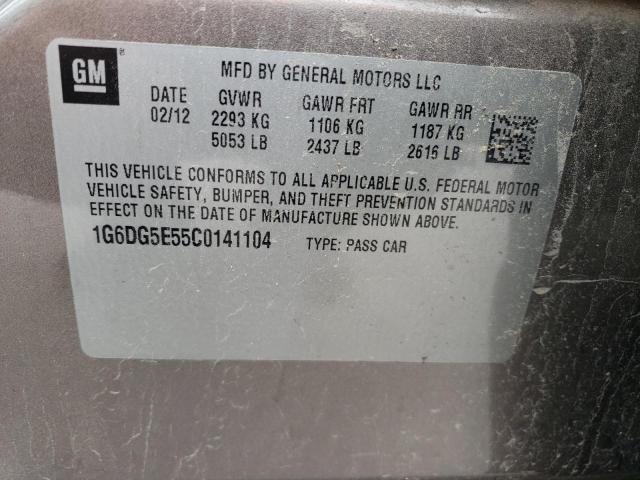 GM
MFD BY GENERAL MOTORS LLC
DATE GVWR GAWR FRT GAWR RR
02/12 2293 KG 1106 KG 1187 KG
5053 LB 2437 LB 2616 LB
THIS VEHICLE CONFORMS TO ALL APPLICABLE U.S. FEDERAL MOTOR
VEHICLE SAFETY, BUMPER, AND THEFT PREVENTION STANDARDS IN
EFFECT ON THE DATE OF MANUFACTURE SHOWN ABOVE.
1G6DG5E55C0141104 TYPE: PASS CAR